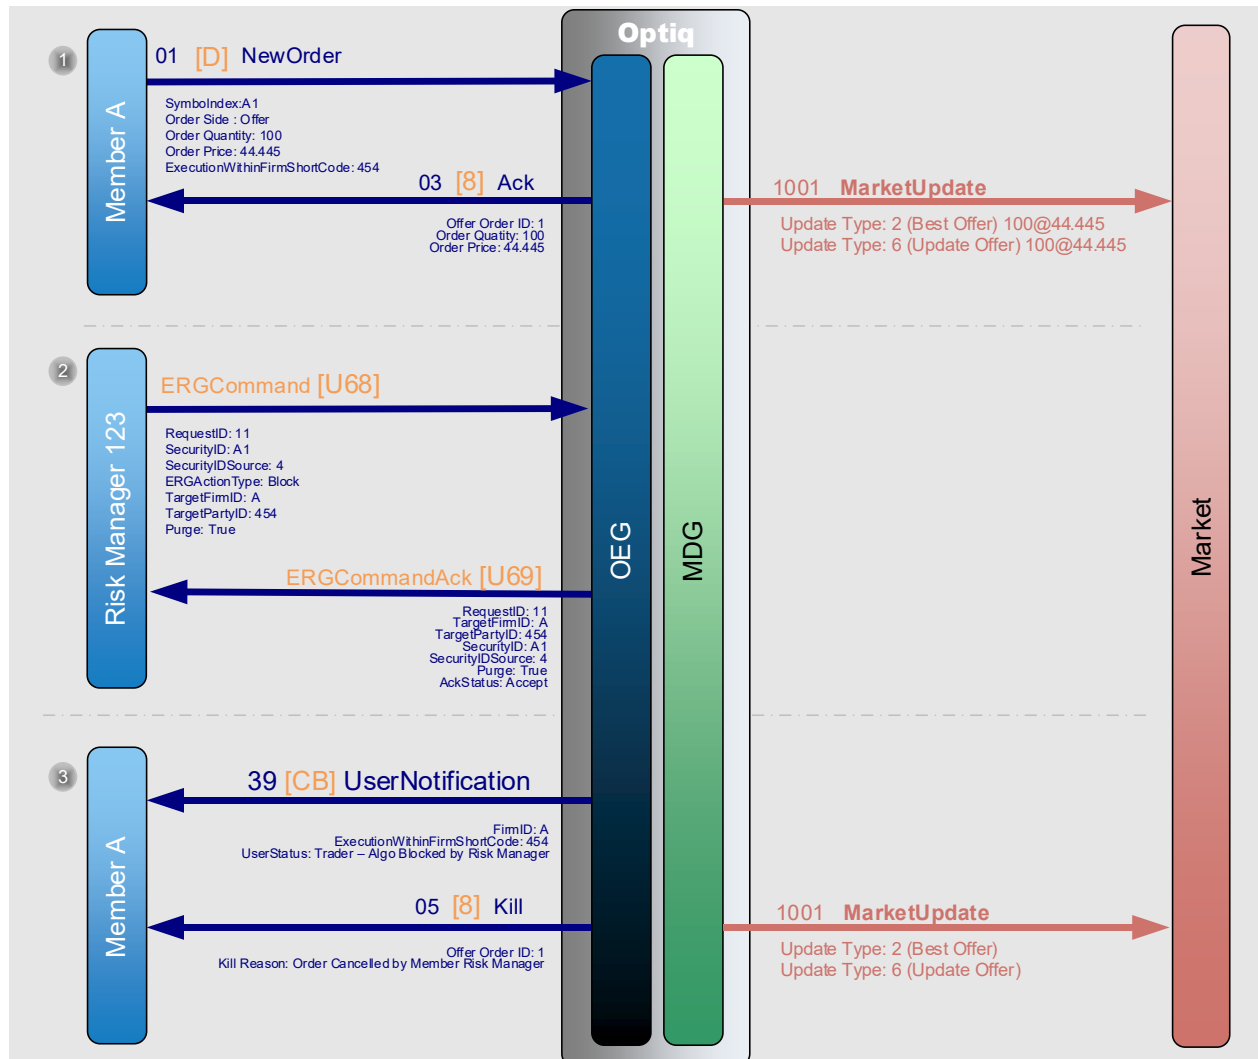 Optiq
1
Member A
01 [D] NewOrder
SymboIndex:A1
Order Side : Offer
Order Quantity: 100
Order Price: 44.445
ExecutionWithinFirmShortCode: 454
03 [8] Ack
Offer Order ID: 1
Order Quatity: 100
Order Price: 44.445
1001 MarketUpdate
Update Type: 2 (Best Offer) 100@44.445
Update Type: 6 (Update Offer) 100@44.445
2
Risk Manager 123
ERGCommand [U68]
RequestID: 11
SecurityID: A1
SecurityIDSource: 4
ERGActionType: Block
TargetFirmID: A
TargetPartyID: 454
Purge: True
OEG
MDG
Market
ERGCommandAck [U69]
RequestID: 11
TargetFirmID: A
TargetPartyID: 454
SecurityID: A1
SecurityIDSource: 4
Purge: True
AckStatus: Accept
3
Member A
39 [CB] UserNotification
FirmID: A
ExecutionWithinFirmShortCode: 454
UserStatus: Trader – Algo Blocked by Risk Manager
05 [8] Kill
Offer Order ID: 1
Kill Reason: Order Cancelled by Member Risk Manager
1001 MarketUpdate
Update Type: 2 (Best Offer)
Update Type: 6 (Update Offer)